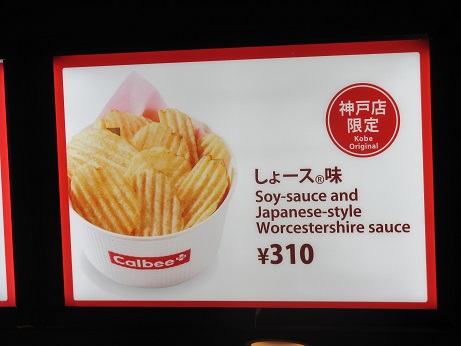 神戸店
限定
Kobe
Original
しょース®味
Soy-sauce and
Japanese-style
Worcestershire sauce
¥310
Calbee